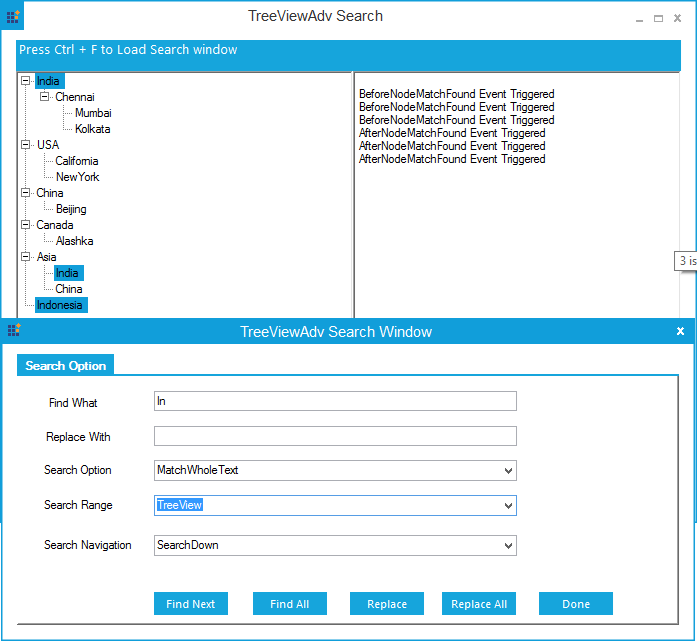 TreeViewAdv Search
Press Ctrl + F to Load Search window
India
Chennai
Mumbai
Kolkata
USA
California
NewYork
China
Beijing
Canada
Alashka
Asia
India
China
Indonesia
BeforeNodeMatchFound Event Triggered
BeforeNodeMatchFound Event Triggered
BeforeNodeMatchFound Event Triggered
AfterNodeMatchFound Event Triggered
AfterNodeMatchFound Event Triggered
AfterNodeMatchFound Event Triggered
3 is
TreeViewAdv Search Window
Search Option
Find What In
Replace With
Search Option MatchWholeText
Search Range TreeView
Search Navigation SearchDown
Find Next Find All Replace Replace All Done